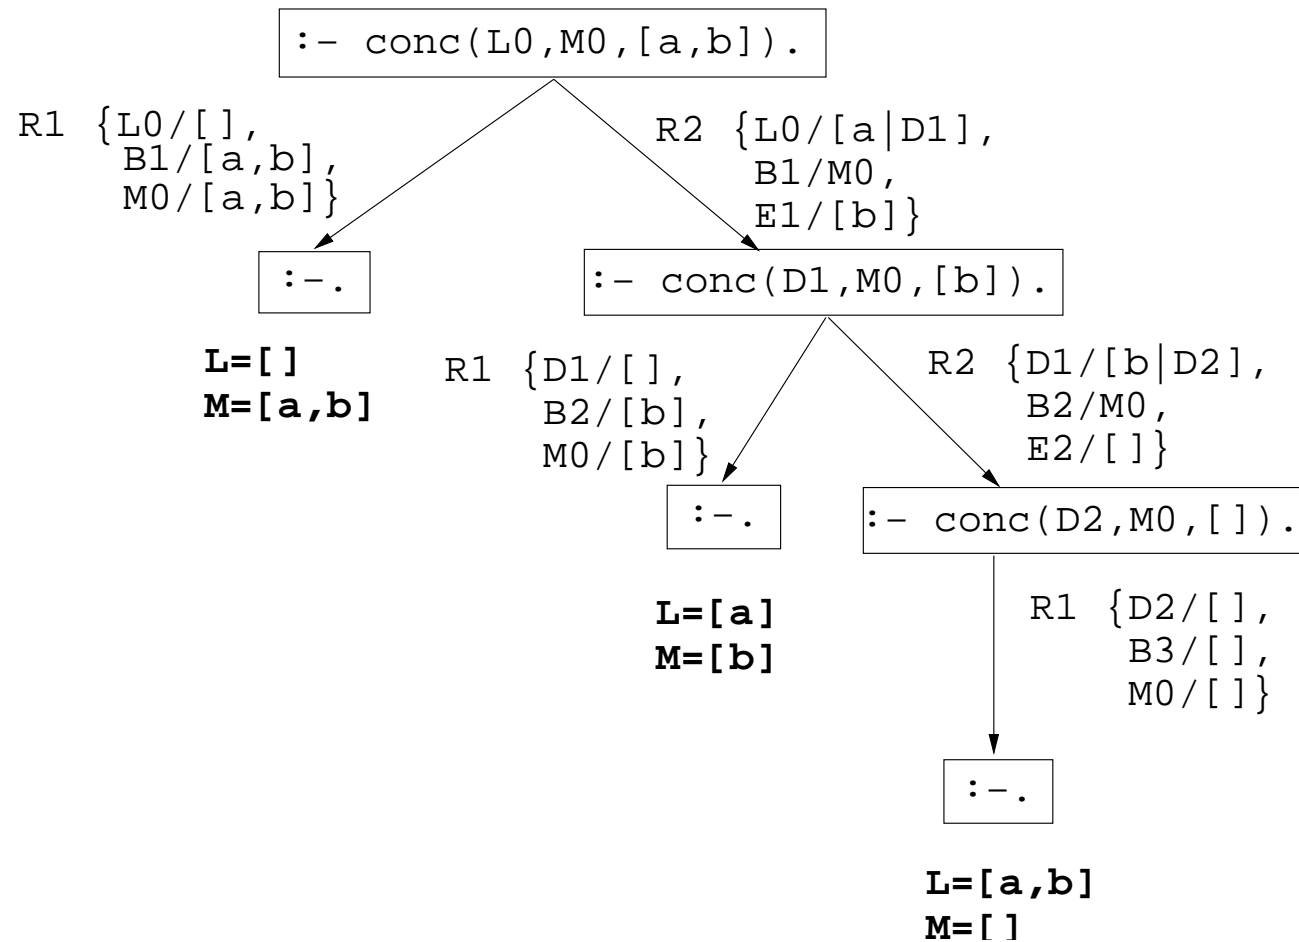 :- conc(L0,M0,[a,b]).
R1 {L0/[],
B1/[a,b],
M0/[a,b]}
R2 {L0/[a|D1],
B1/M0,
E1/[b]}
:-.
:- conc(D1,M0,[b]).
L=[]
M=[a,b]
R1 {D1/[],
B2/[b],
M0/[b]}
R2 {D1/[b|D2],
B2/M0,
E2/[]}
:-.
:- conc(D2,M0,[]).
L=[a]
M=[b]
R1 {D2/[],
B3/[],
M0/[]}
:-.
L=[a,b]
M=[]